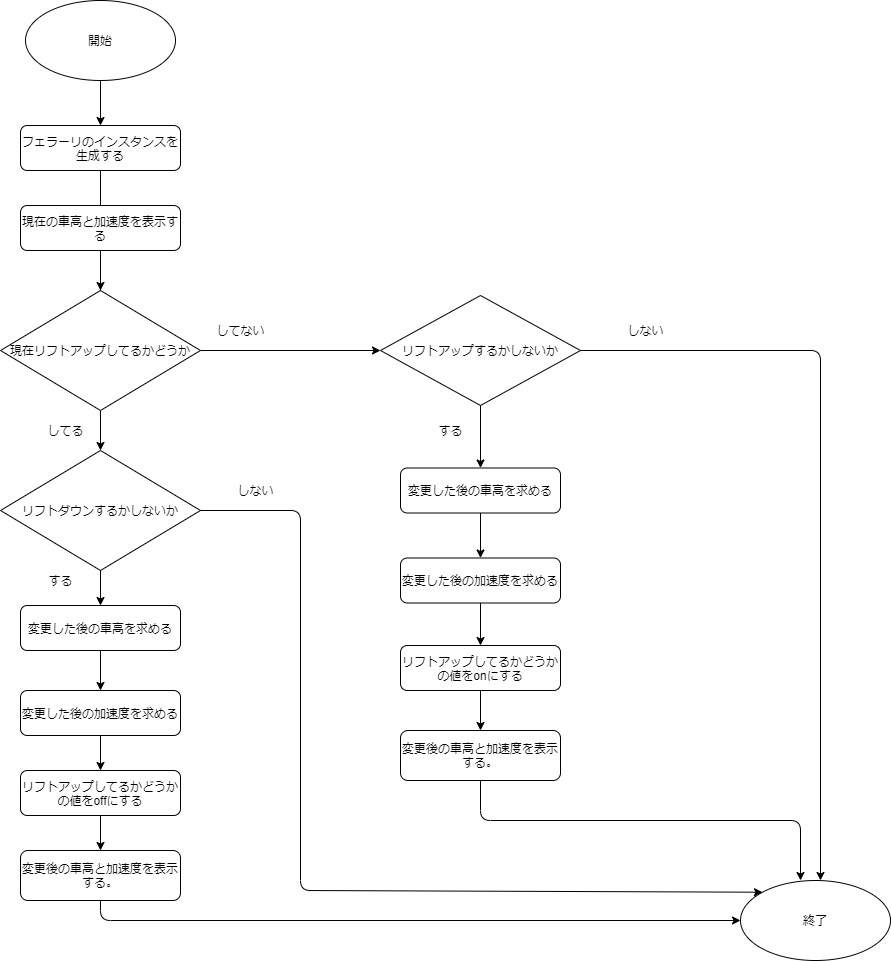 開始
フェラーリのインスタンスを
生成する
現在の車高と加速度を表示す
る
現在リフトアップしてるかどうか
してない
リフトアップするかしないか
しない
してる
する
リフトダウンするかしないか
しない
変更した後の車高を求める
する
変更した後の加速度を求める
変更した後の車高を求める
リフトアップしてるかどうか
の値をonにする
変更した後の加速度を求める
変更後の車高と加速度を表示
する。
リフトアップしてるかどうか
の値をoffにする
変更後の車高と加速度を表示
する。
終了